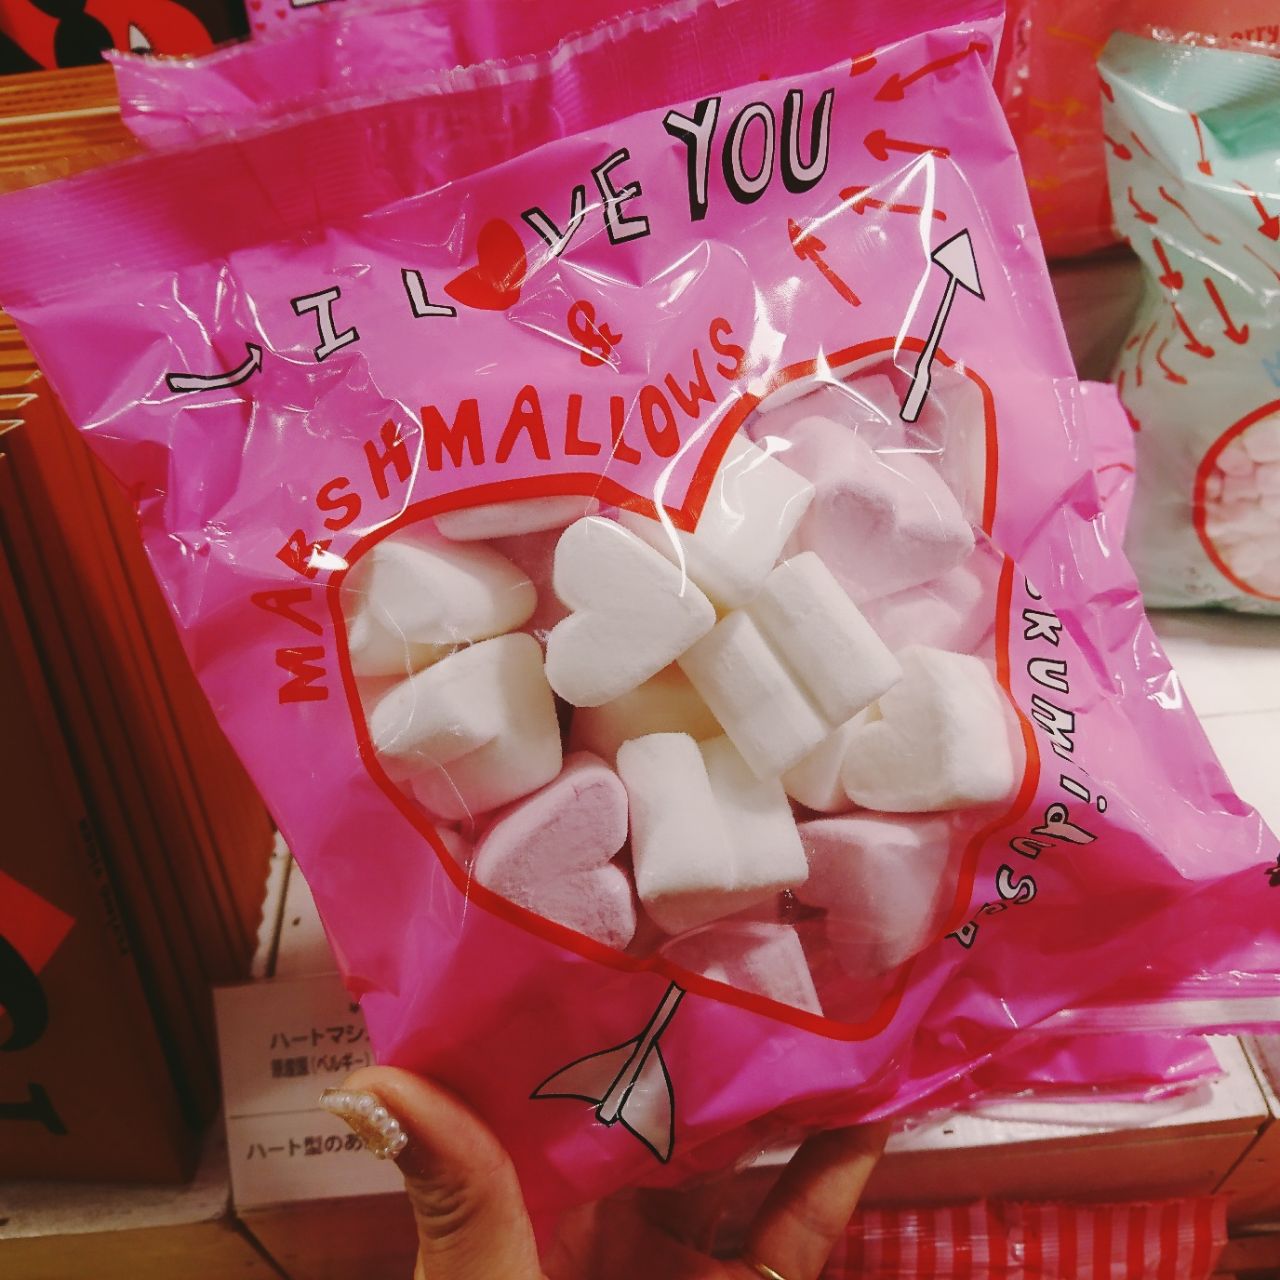 I LOVE YOU
&
MARSHMALLOWS
skumiduser
ハートマシ
原産国(ベルギー)
ハート型のあ